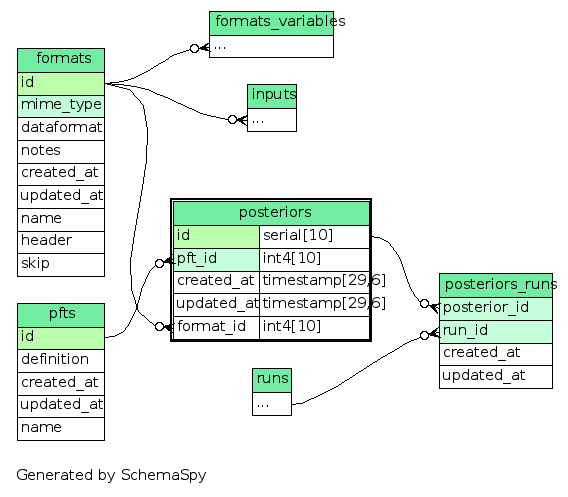 formats_variables
...
formats
id
mime_type
dataformat
notes
created_at
updated_at
name
header
skip
inputs
...
posteriors
id serial[10]
pft_id int4[10]
created_at timestamp[29,6]
updated_at timestamp[29,6]
format_id int4[10]
posteriors_runs
posterior_id
run_id
created_at
updated_at
pfts
id
definition
created_at
updated_at
name
runs
...
Generated by SchemaSpy